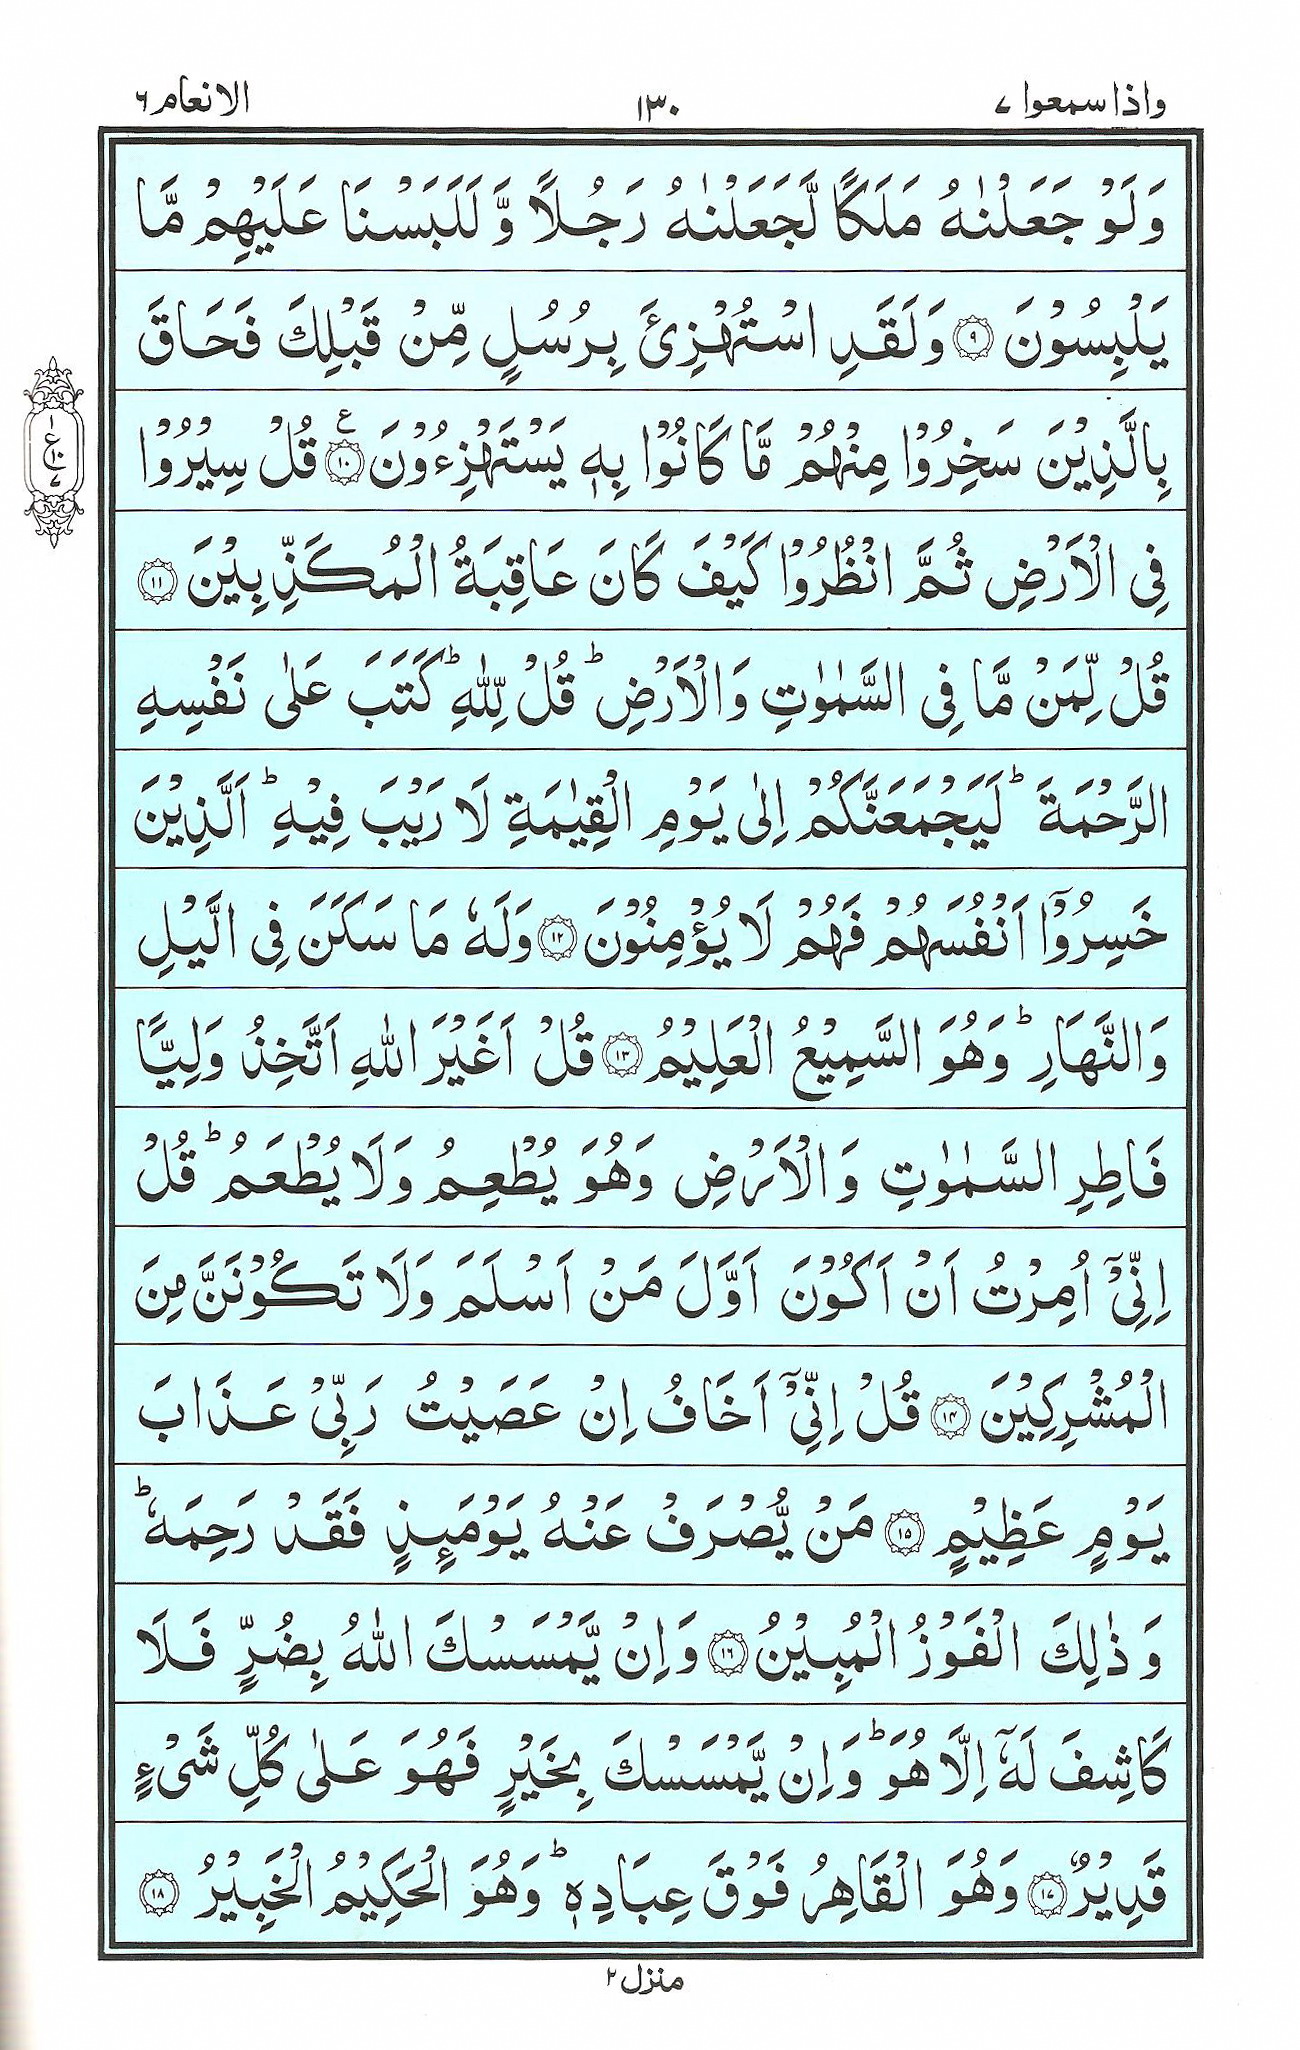 واذا سمعوا ٧
١٣٠
الانعام ٦
وَلَوْ جَعَلْنٰهُ مَلَكًا لَّجَعَلْنٰهُ رَجُلًا وَّ لَلَبَسْنَا عَلَيْهِمْ مَّا
يَلْبِسُوْنَ ۝٩ وَلَقَدِ اسْتُهْزِئَ بِرُسُلٍ مِّنْ قَبْلِكَ فَحَاقَ
بِالَّذِيْنَ سَخِرُوْا مِنْهُمْ مَّا كَانُوْا بِهٖ يَسْتَهْزِءُوْنَ ۝١٠ ع قُلْ سِيْرُوْا
١ ع ١٠ ٧
فِى الْاَرْضِ ثُمَّ انْظُرُوْا كَيْفَ كَانَ عَاقِبَةُ الْمُكَذِّبِيْنَ ۝١١
قُلْ لِّمَنْ مَّا فِى السَّمٰوٰتِ وَالْاَرْضِ ؕ قُلْ لِّلّٰهِ ؕ كَتَبَ عَلٰى نَفْسِهِ
الرَّحْمَةَ ؕ لَيَجْمَعَنَّكُمْ اِلٰى يَوْمِ الْقِيٰمَةِ لَا رَيْبَ فِيْهِ ؕ اَلَّذِيْنَ
خَسِرُوْۤا اَنْفُسَهُمْ فَهُمْ لَا يُؤْمِنُوْنَ ۝١٢ وَلَهٗ مَا سَكَنَ فِى الَّيْلِ
وَالنَّهَارِ ؕ وَهُوَ السَّمِيْعُ الْعَلِيْمُ ۝١٣ قُلْ اَغَيْرَ اللّٰهِ اَتَّخِذُ وَلِيًّا
فَاطِرِ السَّمٰوٰتِ وَالْاَرْضِ وَهُوَ يُطْعِمُ وَلَا يُطْعَمُ ؕ قُلْ
اِنِّىْۤ اُمِرْتُ اَنْ اَكُوْنَ اَوَّلَ مَنْ اَسْلَمَ وَلَا تَكُوْنَنَّ مِنَ
الْمُشْرِكِيْنَ ۝١٤ قُلْ اِنِّىْۤ اَخَافُ اِنْ عَصَيْتُ رَبِّىْ عَذَابَ
يَوْمٍ عَظِيْمٍ ۝١٥ مَنْ يُّصْرَفْ عَنْهُ يَوْمَئِذٍ فَقَدْ رَحِمَهٗ ؕ
وَ ذٰلِكَ الْفَوْزُ الْمُبِيْنُ ۝١٦ وَاِنْ يَّمْسَسْكَ اللّٰهُ بِضُرٍّ فَلَا
كَاشِفَ لَهٗۤ اِلَّا هُوَ ؕ وَاِنْ يَّمْسَسْكَ بِخَيْرٍ فَهُوَ عَلٰى كُلِّ شَىْءٍ
قَدِيْرٌ ۝١٧ وَهُوَ الْقَاهِرُ فَوْقَ عِبَادِهٖ ؕ وَهُوَ الْحَكِيْمُ الْخَبِيْرُ ۝١٨
منزل ٢